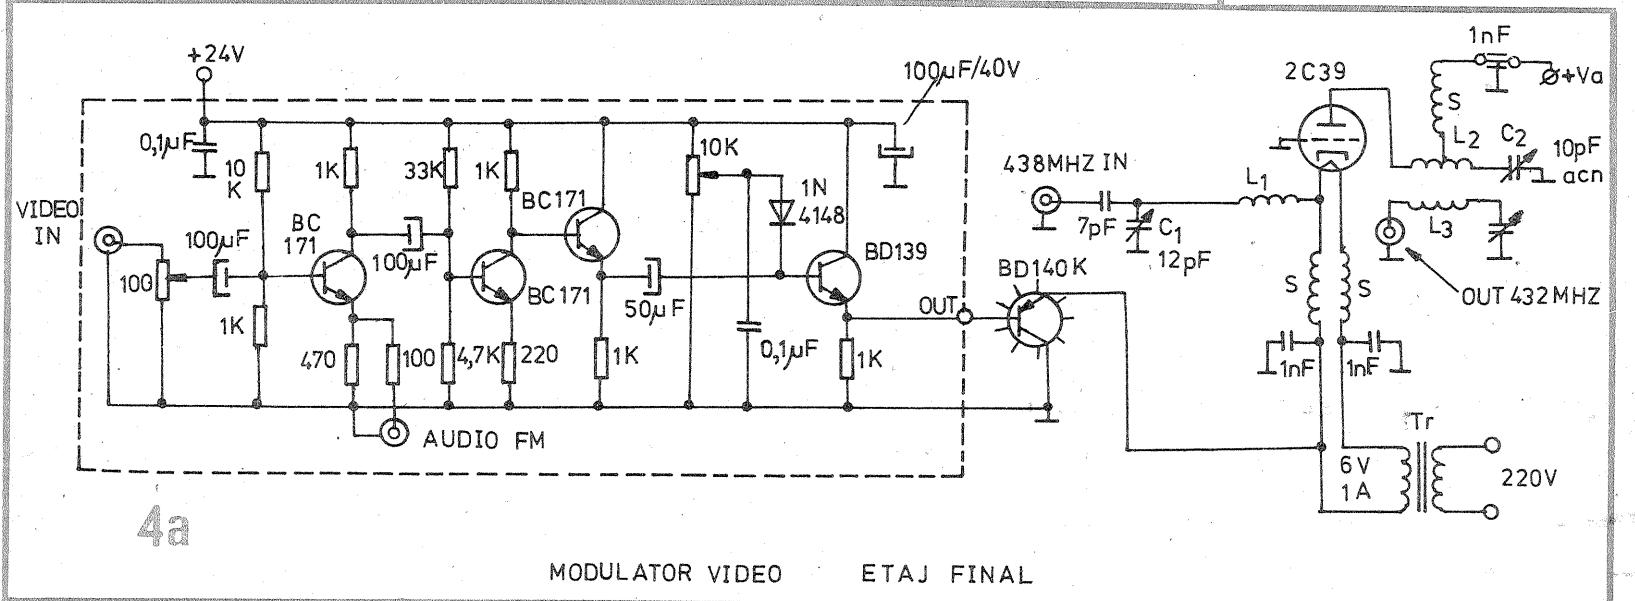 +24V
100µF/40V
0,1µF
10
K
1K
33K
1K
BC171
10K
1N
4148
VIDEO
IN
100µF
BC
171
100µF
100
BC171
50µF
BD139
OUT
1K
470
100
4,7K
220
1K
0,1µF
1K
AUDIO FM
438MHZ IN
7pF
C1
12pF
L1
BD140K
2C39
1nF
+Va
S
L2
C2
10pF
acn
L3
OUT 432MHZ
S
S
1nF
1nF
Tr
6V
1A
220V
4a
MODULATOR VIDEO ETAJ FINAL